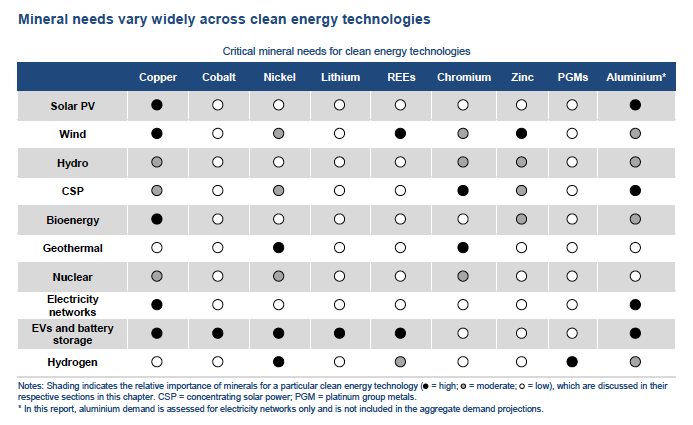 Mineral needs vary widely across clean energy technologies
Critical mineral needs for clean energy technologies
Copper Cobalt Nickel Lithium REEs Chromium Zinc PGMs Aluminium*
Solar PV
Wind
Hydro
CSP
Bioenergy
Geothermal
Nuclear
Electricity
networks
EVs and battery
storage
Hydrogen
Notes: Shading indicates the relative importance of minerals for a particular clean energy technology (● = high; ● = moderate; ○ = low), which are discussed in their
respective sections in this chapter. CSP = concentrating solar power; PGM = platinum group metals.
* In this report, aluminium demand is assessed for electricity networks only and is not included in the aggregate demand projections.